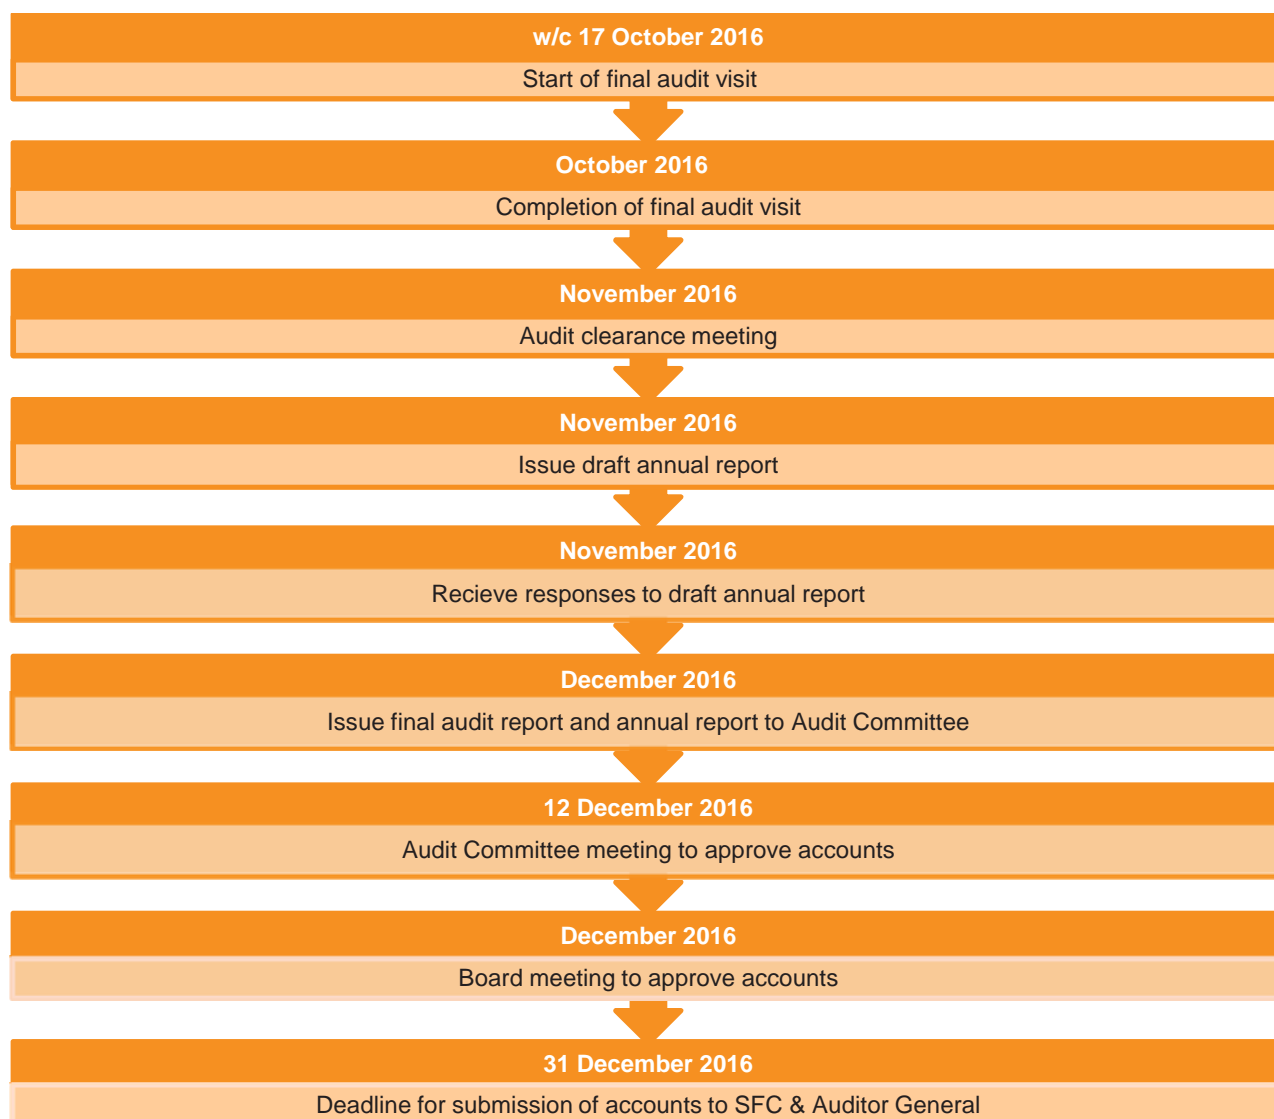 w/c 17 October 2016
Start of final audit visit
October 2016
Completion of final audit visit
November 2016
Audit clearance meeting
November 2016
Issue draft annual report
November 2016
Recieve responses to draft annual report
December 2016
Issue final audit report and annual report to Audit Committee
12 December 2016
Audit Committee meeting to approve accounts
December 2016
Board meeting to approve accounts
31 December 2016
Deadline for submission of accounts to SFC & Auditor General